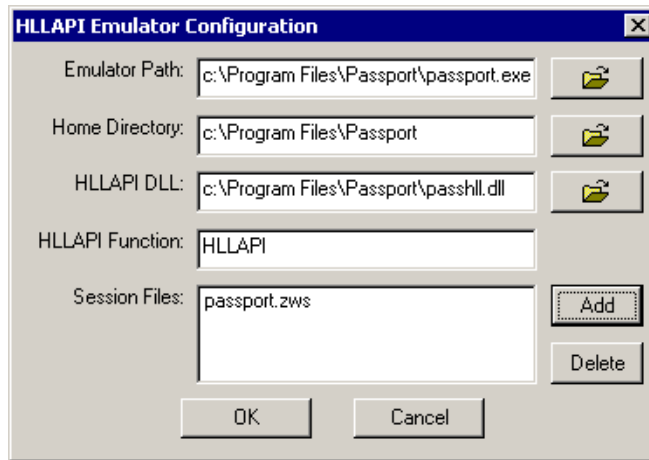 HLLAPI Emulator Configuration
Emulator Path: c:\Program Files\Passport\passport.exe
Home Directory: c:\Program Files\Passport
HLLAPI DLL: c:\Program Files\Passport\passhll.dll
HLLAPI Function: HLLAPI
Session Files: passport.zws
Add
Delete
OK Cancel